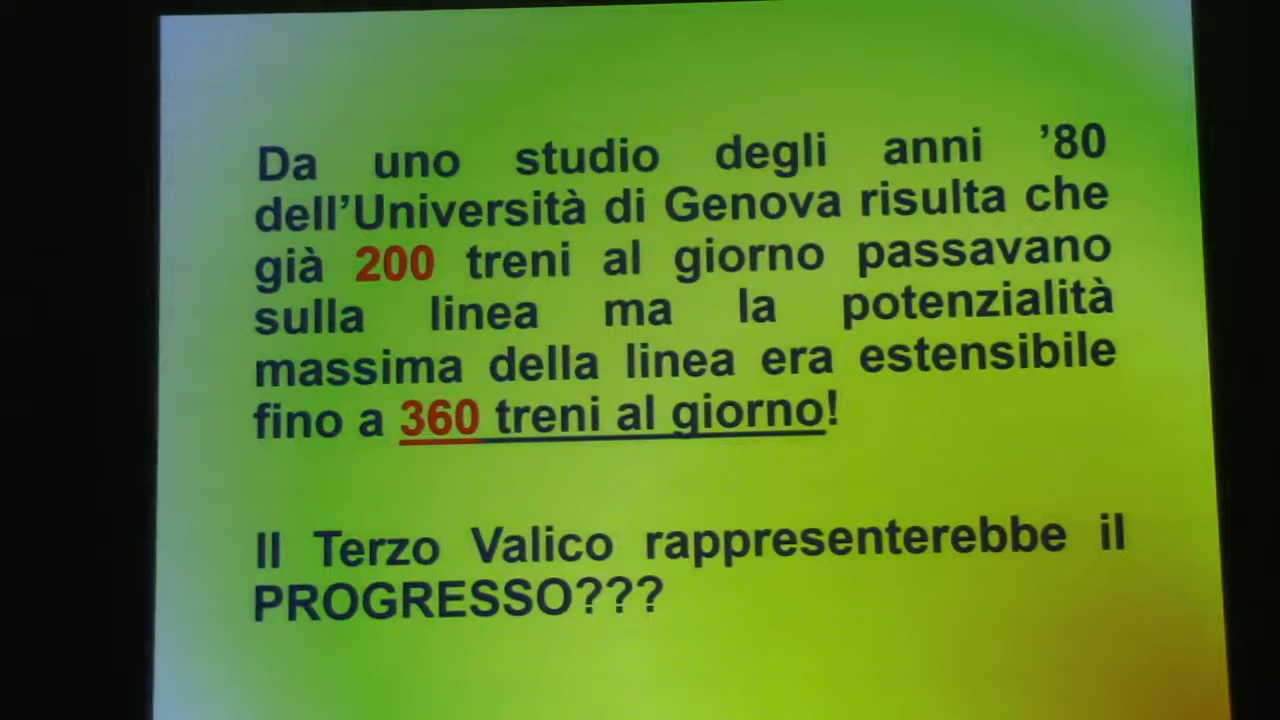 Da uno studio degli anni ’80
dell’Università di Genova risulta che
già 200 treni al giorno passavano
sulla linea ma la potenzialità
massima della linea era estensibile
fino a 360 treni al giorno!
Il Terzo Valico rappresenterebbe il
PROGRESSO???